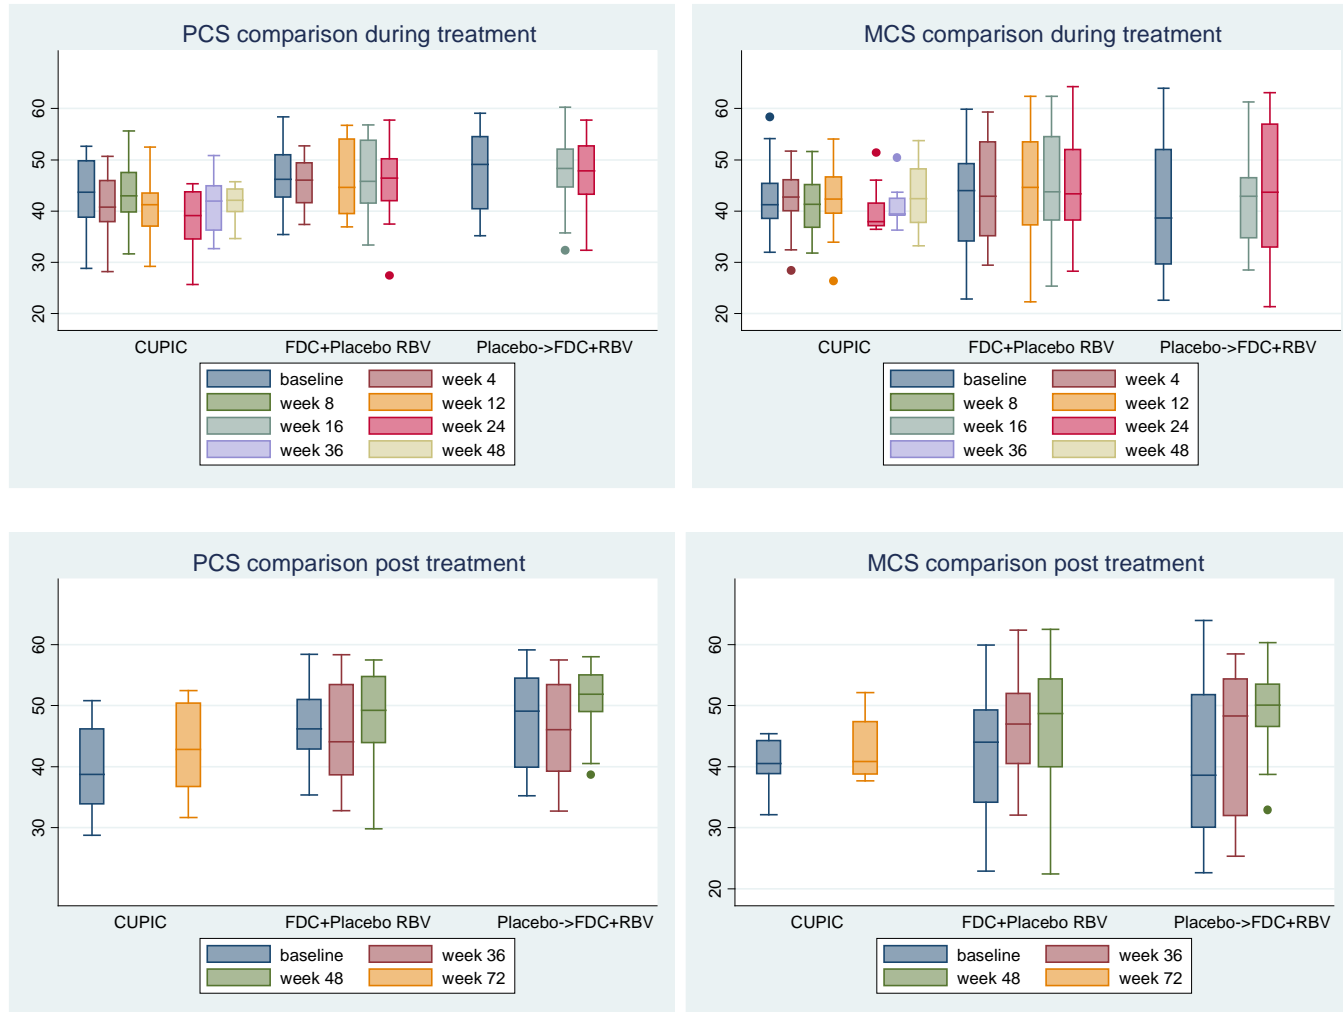 PCS comparison during treatment
60
50
40
30
20
CUPIC FDC+Placebo RBV Placebo->FDC+RBV
baseline week 4
week 8 week 12
week 16 week 24
week 36 week 48
MCS comparison during treatment
60
50
40
30
20
CUPIC FDC+Placebo RBV Placebo->FDC+RBV
baseline week 4
week 8 week 12
week 16 week 24
week 36 week 48
PCS comparison post treatment
60
50
40
30
CUPIC FDC+Placebo RBV Placebo->FDC+RBV
baseline week 36
week 48 week 72
MCS comparison post treatment
60
50
40
30
20
CUPIC FDC+Placebo RBV Placebo->FDC+RBV
baseline week 36
week 48 week 72